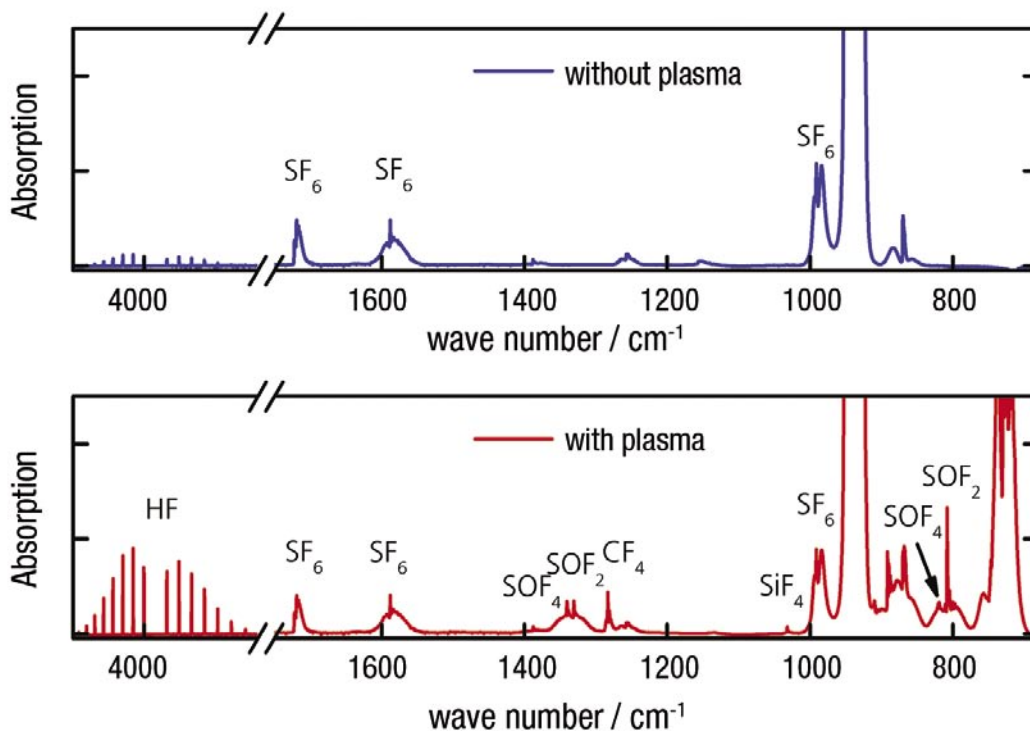 without plasma
Absorption
SF₆ SF₆ SF₆
4000 1600 1400 1200 1000 800
wave number / cm⁻¹
with plasma
Absorption
HF SF₆ SF₆ SOF₄ SOF₂ CF₄ SiF₄ SF₆ SOF₄ SOF₂
4000 1600 1400 1200 1000 800
wave number / cm⁻¹